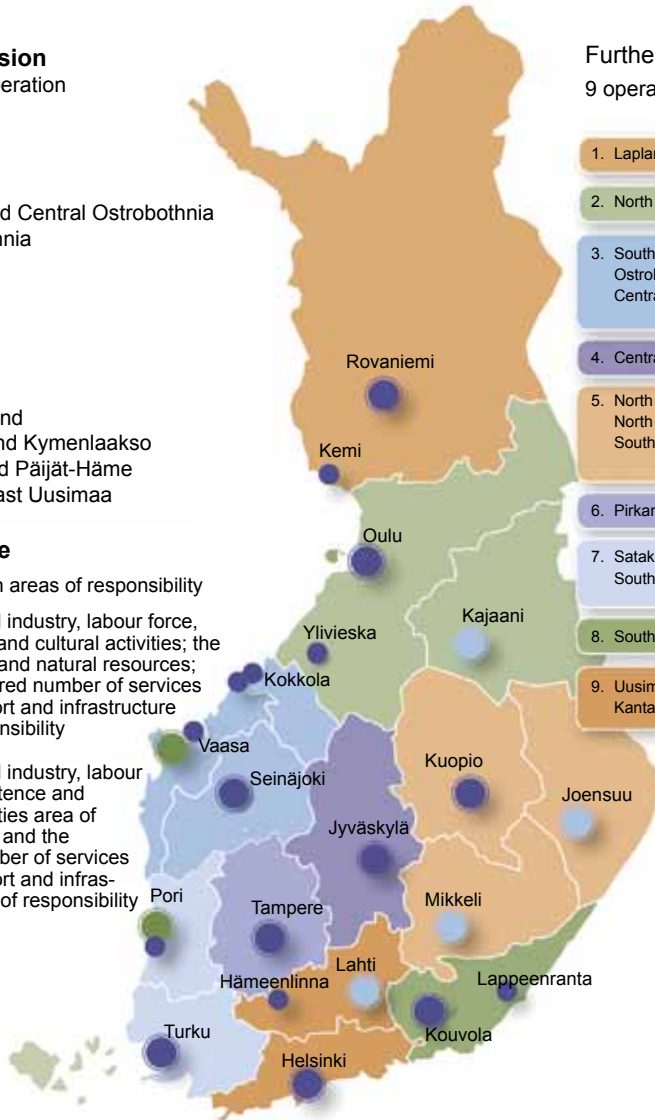 sion
eration
d Central Ostrobothnia
nia
nd
nd Kymenlaakso
d Päijät-Häme
ast Uusimaa
e
n areas of responsibility
d industry, labour force,
and cultural activities; the
and natural resources;
red number of services
ort and infrastructure
onsibility
d industry, labour
tence and
ties area of
and the
ber of services
ort and infras-
of responsibility
Rovaniemi
Kemi
Oulu
Ylivieska
Kajaani
Kokkola
Vaasa
Seinäjoki
Kuopio
Joensuu
Jyväskylä
Pori
Tampere
Mikkeli
Hämeenlinna
Lahti
Lappeenranta
Kouvola
Turku
Helsinki
Furthe
9 opera
1. Laplan
2. North
3. South
Ostrob
Centra
4. Centra
5. North
North
South
6. Pirkan
7. Satak
South
8. South
9. Uusim
Kanta